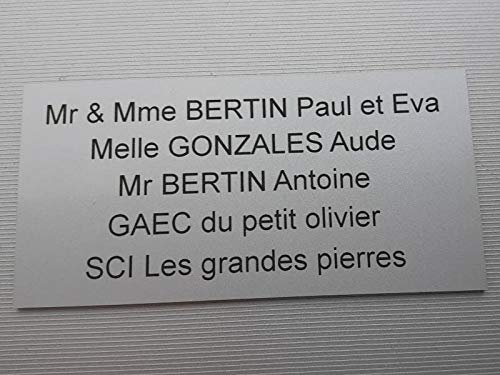 Mr & Mme BERTIN Paul et Eva
Melle GONZALES Aude
Mr BERTIN Antoine
GAEC du petit olivier
SCI Les grandes pierres